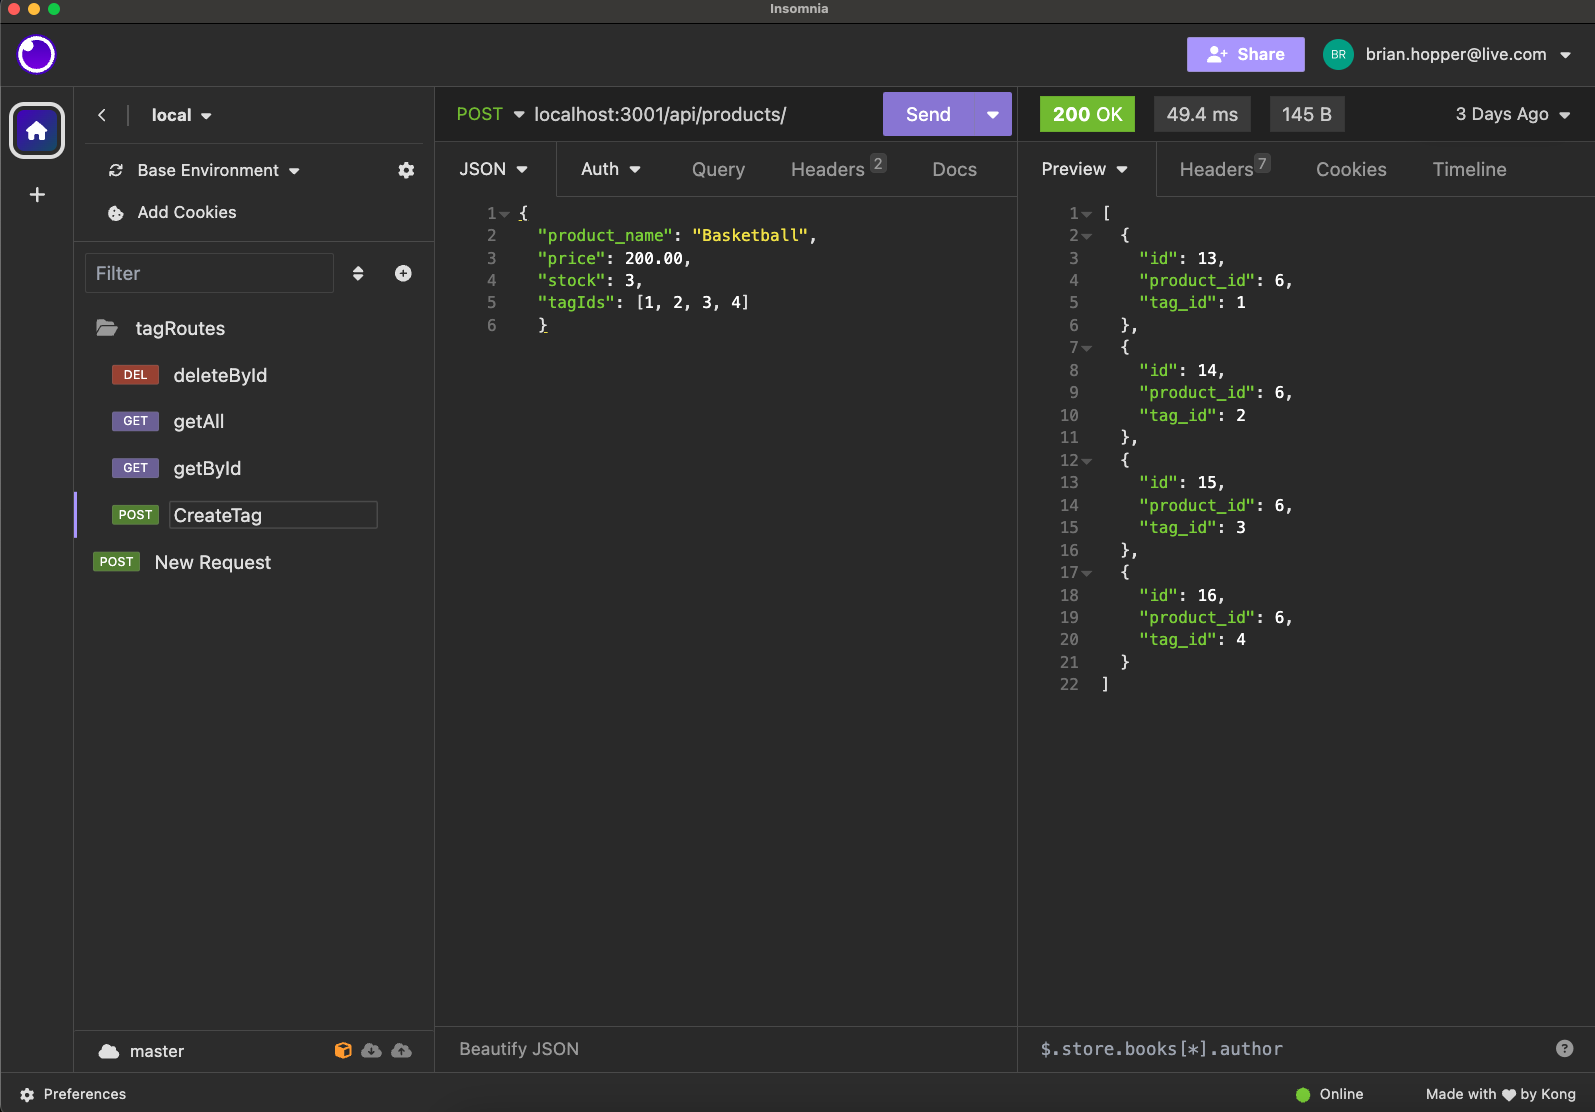 Insomnia
Share
BR
brian.hopper@live.com
local
POST
localhost:3001/api/products/
Send
200 OK
49.4 ms
145 B
3 Days Ago
Base Environment
Add Cookies
Filter
tagRoutes
DEL deleteById
GET getAll
GET getById
POST CreateTag
POST New Request
JSON
Auth
Query
Headers 2
Docs
1 {
2 "product_name": "Basketball",
3 "price": 200.00,
4 "stock": 3,
5 "tagIds": [1, 2, 3, 4]
6 }
Preview
Headers 7
Cookies
Timeline
1 [
2 {
3 "id": 13,
4 "product_id": 6,
5 "tag_id": 1
6 },
7 {
8 "id": 14,
9 "product_id": 6,
10 "tag_id": 2
11 },
12 {
13 "id": 15,
14 "product_id": 6,
15 "tag_id": 3
16 },
17 {
18 "id": 16,
19 "product_id": 6,
20 "tag_id": 4
21 }
22 ]
master
Beautify JSON
$.store.books[*].author
Preferences
Online
Made with ♥ by Kong